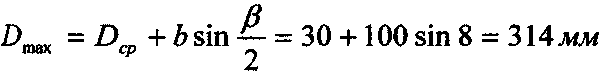 D_max = D_ср + b sin β/2 = 30 + 100 sin 8 = 314 мм